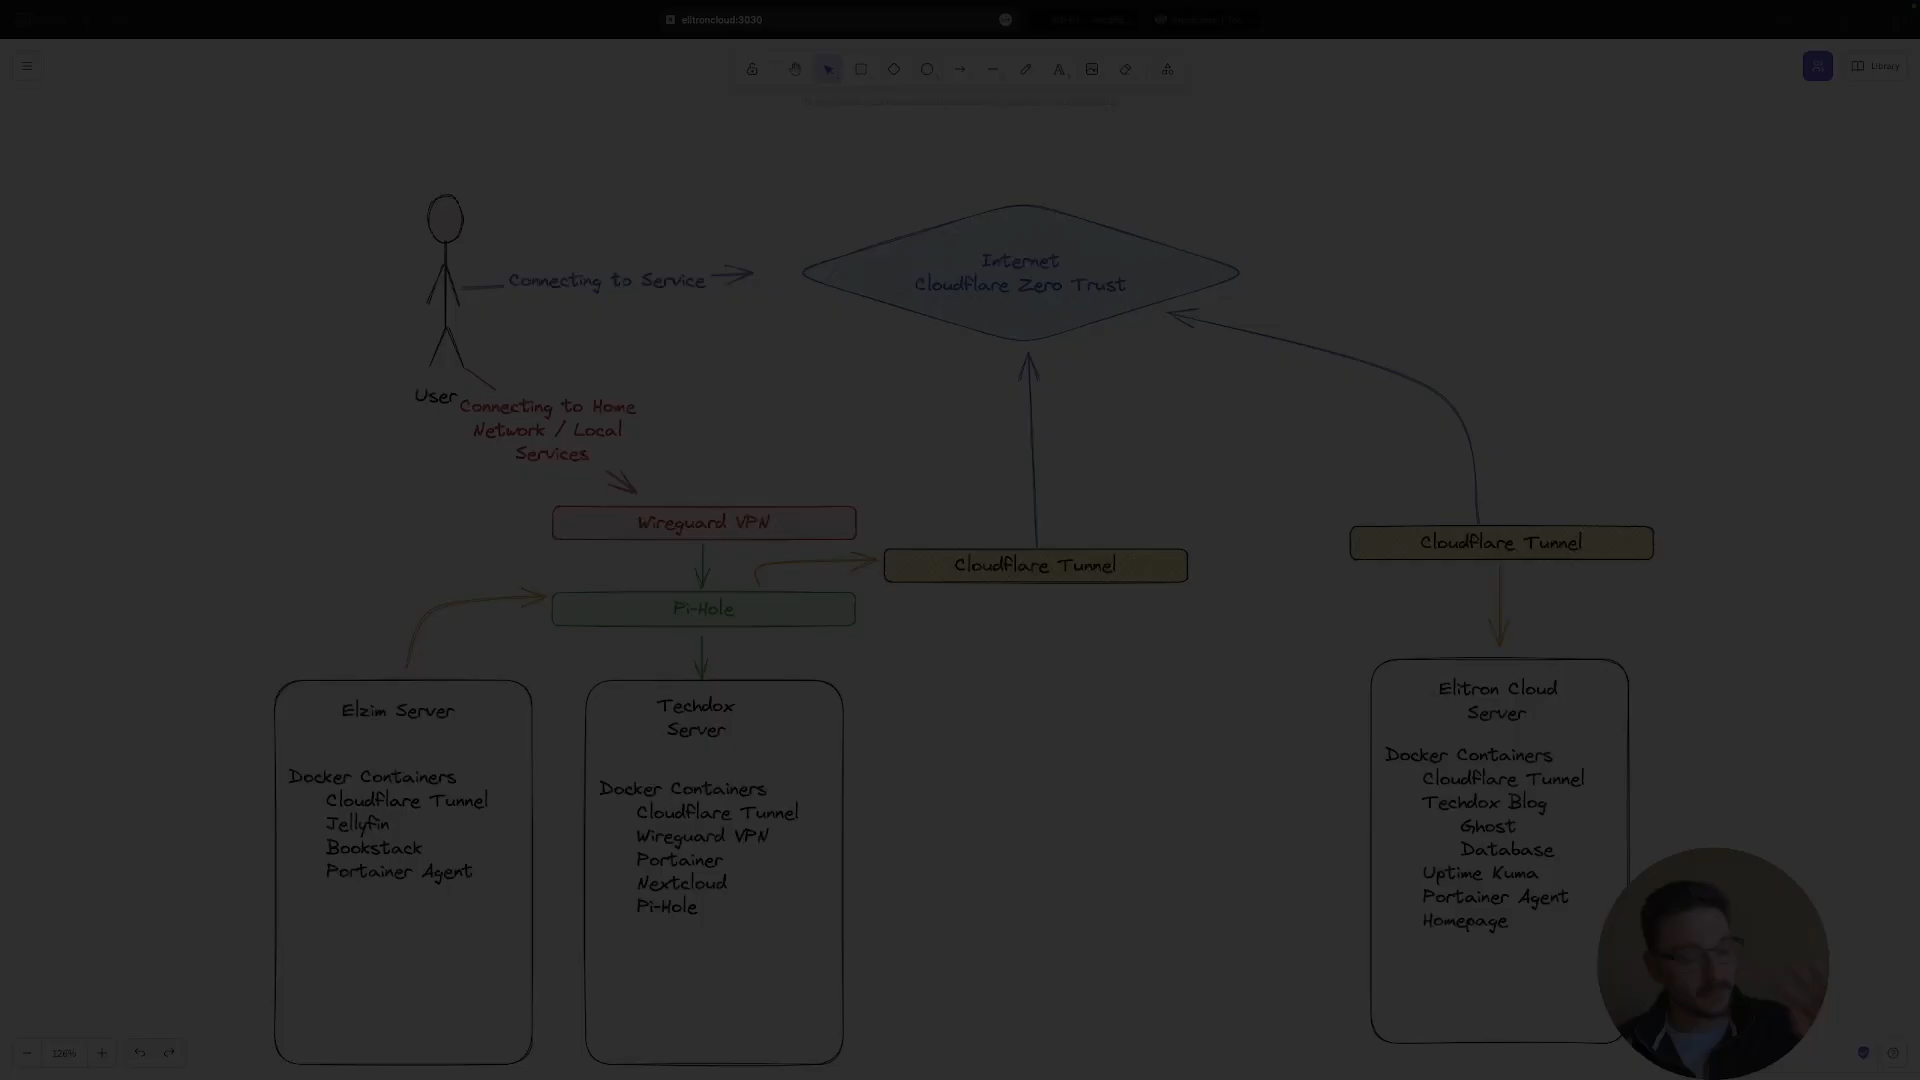 elitroncloud:3030
Library
Internet
Cloudflare Zero Trust
Connecting to Service
User
Connecting to Home
Network / Local
Services
Wireguard VPN
Cloudflare Tunnel
Cloudflare Tunnel
Pi-Hole
Elzim Server
Docker Containers
Cloudflare Tunnel
Jellyfin
Bookstack
Portainer Agent
Techdox
Server
Docker Containers
Cloudflare Tunnel
Wireguard VPN
Portainer
Nextcloud
Pi-Hole
Elitron Cloud
Server
Docker Containers
Cloudflare Tunnel
Techdox Blog
Ghost
Database
Uptime Kuma
Portainer Agent
Homepage
126%